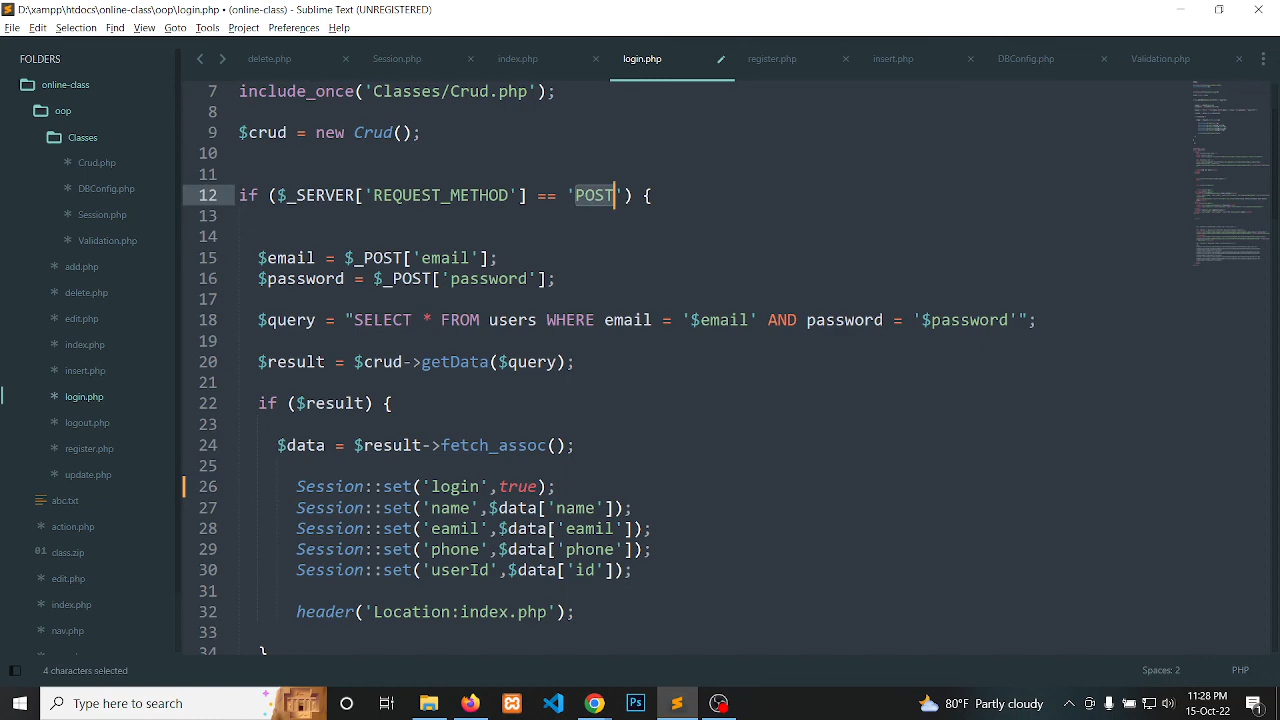 D:\xampp\htdocs\online-class\oop\login.php • (online-class) - Sublime Text (UNREGISTERED)
File Edit Selection Find View Goto Tools Project Preferences Help
FOLDERS
online-class
oop
Classes
Crud.php
DBConfig.php
Session.php
Validation.php
add.php
delete.php
edit.php
index.php
insert.php
login.php
logout.php
register.php
update.php
abc.txt
action.php
class.zip
edit.php
index.php
nav.php
delete.php Session.php index.php login.php register.php insert.php DBConfig.php Validation.php
7 include_once('Classes/Crud.php');
8
9 $crud = new Crud();
10
11
12 if ($_SERVER['REQUEST_METHOD'] == 'POST') {
13
14
15 $email = $_POST['email'];
16 $password = $_POST['password'];
17
18 $query = "SELECT * FROM users WHERE email = '$email' AND password = '$password'";
19
20 $result = $crud->getData($query);
21
22 if ($result) {
23
24 $data = $result->fetch_assoc();
25
26 Session::set('login',true);
27 Session::set('name',$data['name']);
28 Session::set('eamil',$data['eamil']);
29 Session::set('phone',$data['phone']);
30 Session::set('userId',$data['id']);
31
32 header('Location:index.php');
33
34 }
4 characters selected
Spaces: 2 PHP
Type here to search
80°F Partly cloudy
11:28 PM
15-Oct-22